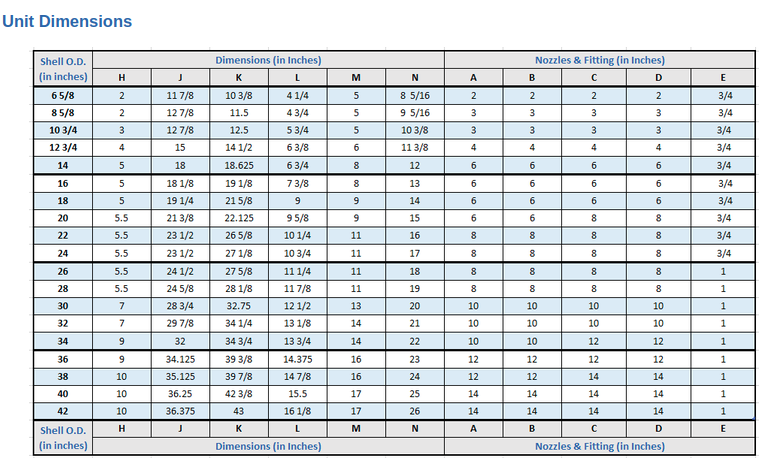 Unit Dimensions
Shell O.D. (in inches) Dimensions (in Inches) Nozzles & Fitting (in Inches)
H J K L M N A B C D E
6 5/8 2 11 7/8 10 3/8 4 1/4 5 8 5/16 2 2 2 2 3/4
8 5/8 2 12 7/8 11.5 4 3/4 5 9 5/16 3 3 3 3 3/4
10 3/4 3 12 7/8 12.5 5 3/4 5 10 3/8 3 3 3 3 3/4
12 3/4 4 15 14 1/2 6 3/8 6 11 3/8 4 4 4 4 3/4
14 5 18 18.625 6 3/4 8 12 6 6 6 6 3/4
16 5 18 1/8 19 1/8 7 3/8 8 13 6 6 6 6 3/4
18 5 19 1/4 21 5/8 9 9 14 6 6 6 6 3/4
20 5.5 21 3/8 22.125 9 5/8 9 15 6 6 8 8 3/4
22 5.5 23 1/2 26 5/8 10 1/4 11 16 8 8 8 8 3/4
24 5.5 23 1/2 27 1/8 10 3/4 11 17 8 8 8 8 3/4
26 5.5 24 1/2 27 5/8 11 1/4 11 18 8 8 8 8 1
28 5.5 24 5/8 28 1/8 11 7/8 11 19 8 8 8 8 1
30 7 28 3/4 32.75 12 1/2 13 20 10 10 10 10 1
32 7 29 7/8 34 1/4 13 1/8 14 21 10 10 10 10 1
34 9 32 34 3/4 13 3/4 14 22 10 10 12 12 1
36 9 34.125 39 3/8 14.375 16 23 12 12 12 12 1
38 10 35.125 39 7/8 14 7/8 16 24 12 12 14 14 1
40 10 36.25 42 3/8 15.5 17 25 14 14 14 14 1
42 10 36.375 43 16 1/8 17 26 14 14 14 14 1
Shell O.D. (in inches) H J K L M N A B C D E
Dimensions (in Inches) Nozzles & Fitting (in Inches)